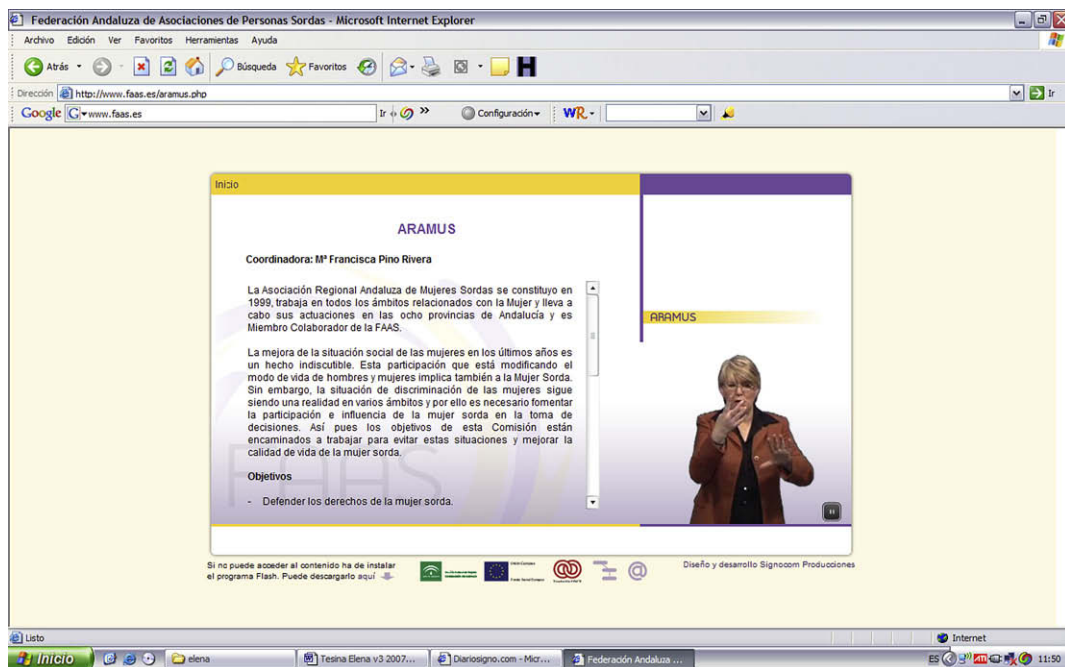 Federación Andaluza de Asociaciones de Personas Sordas - Microsoft Internet Explorer
Archivo Edición Ver Favoritos Herramientas Ayuda
Atrás Búsqueda Favoritos
Dirección http://www.faas.es/aramus.php Ir
Google G www.faas.es Ir » Configuración WR
Inicio
ARAMUS
Coordinadora: Mª Francisca Pino Rivera
La Asociación Regional Andaluza de Mujeres Sordas se constituyo en
1999, trabaja en todos los ámbitos relacionados con la Mujer y lleva a
cabo sus actuaciones en las ocho provincias de Andalucía y es
Miembro Colaborador de la FAAS.
La mejora de la situación social de las mujeres en los últimos años es
un hecho indiscutible. Esta participación que está modificando el
modo de vida de hombres y mujeres implica también a la Mujer Sorda.
Sin embargo, la situación de discriminación de las mujeres sigue
siendo una realidad en varios ámbitos y por ello es necesario fomentar
la participación e influencia de la mujer sorda en la toma de
decisiones. Así pues los objetivos de esta Comisión están
encaminados a trabajar para evitar estas situaciones y mejorar la
calidad de vida de la mujer sorda.
Objetivos
- Defender los derechos de la mujer sorda.
FAAS
ARAMUS
Si no puede acceder al contenido ha de instalar
el programa Flash. Puede descargarlo aquí
Diseño y desarrollo Signocom Producciones
Listo Internet
Inicio elena Tesina Elena v3 2007... Diariosigno.com - Micr... Federación Andaluza ... ES 11:50